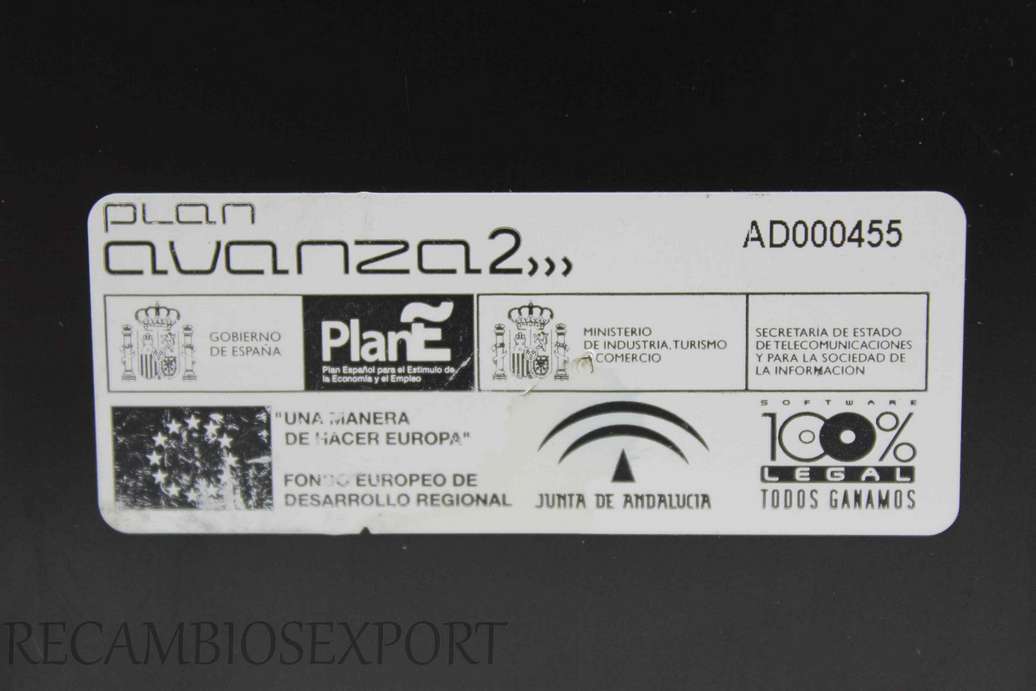 PLAN
avanza2>>>
AD000455
GOBIERNO
DE ESPAÑA
PlanE
Plan Español para el Estímulo de
la Economía y el Empleo
MINISTERIO
DE INDUSTRIA, TURISMO
Y COMERCIO
SECRETARÍA DE ESTADO
DE TELECOMUNICACIONES
Y PARA LA SOCIEDAD DE
LA INFORMACIÓN
"UNA MANERA
DE HACER EUROPA"
FONDO EUROPEO DE
DESARROLLO REGIONAL
JUNTA DE ANDALUCIA
SOFTWARE
100%
LEGAL
TODOS GANAMOS
RECAMBIOSEXPORT